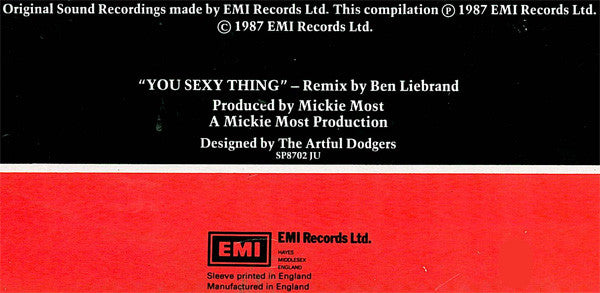 Original Sound Recordings made by EMI Records Ltd. This compilation Ⓟ 1987 EMI Records Ltd.
© 1987 EMI Records Ltd.
“YOU SEXY THING” – Remix by Ben Liebrand
Produced by Mickie Most
A Mickie Most Production
Designed by The Artful Dodgers
SP8702 JU
EMI
EMI Records Ltd.
HAYES
MIDDLESEX
ENGLAND
Sleeve printed in England
Manufactured in England